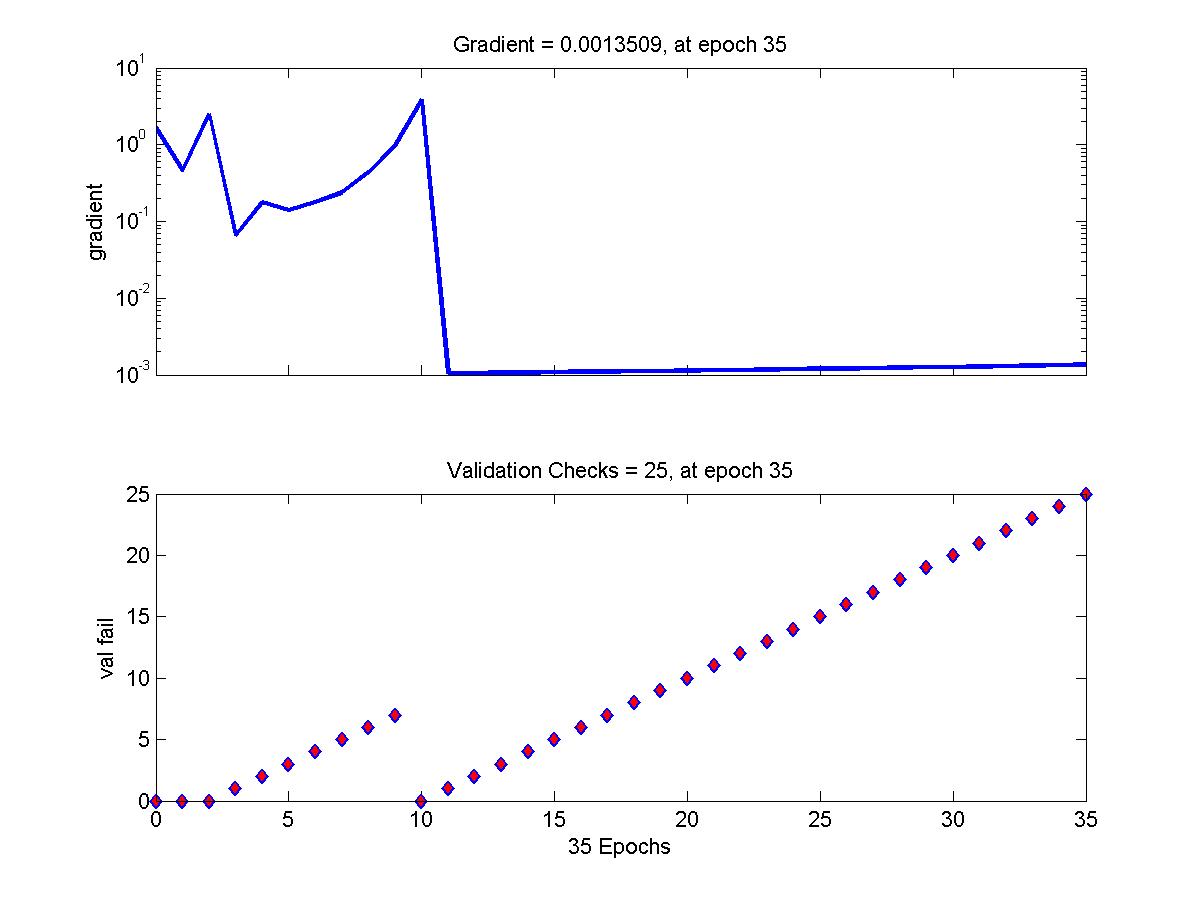 Gradient = 0.0013509, at epoch 35
10^1
10^0
10^-1
10^-2
10^-3
gradient
Validation Checks = 25, at epoch 35
25
20
15
10
5
0
val fail
0 5 10 15 20 25 30 35
35 Epochs